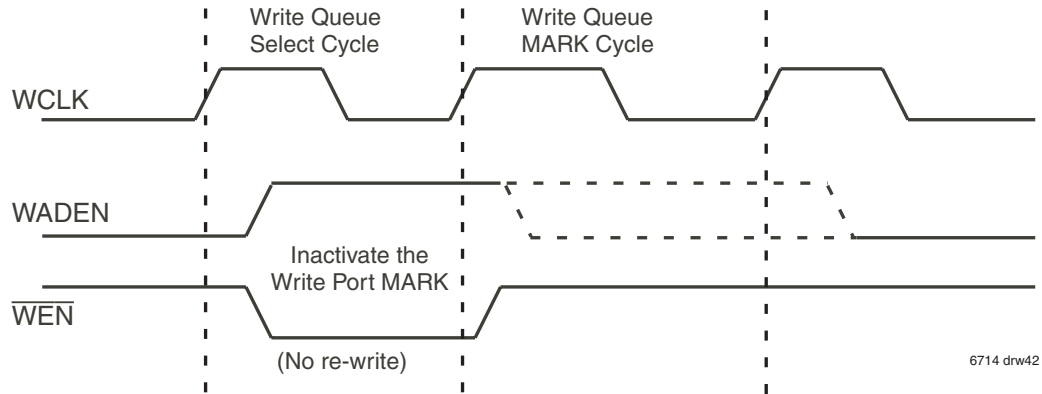 Write Queue
Select Cycle
Write Queue
MARK Cycle
WCLK
WADEN
Inactivate the
Write Port MARK
WEN
(No re-write)
6714 drw42